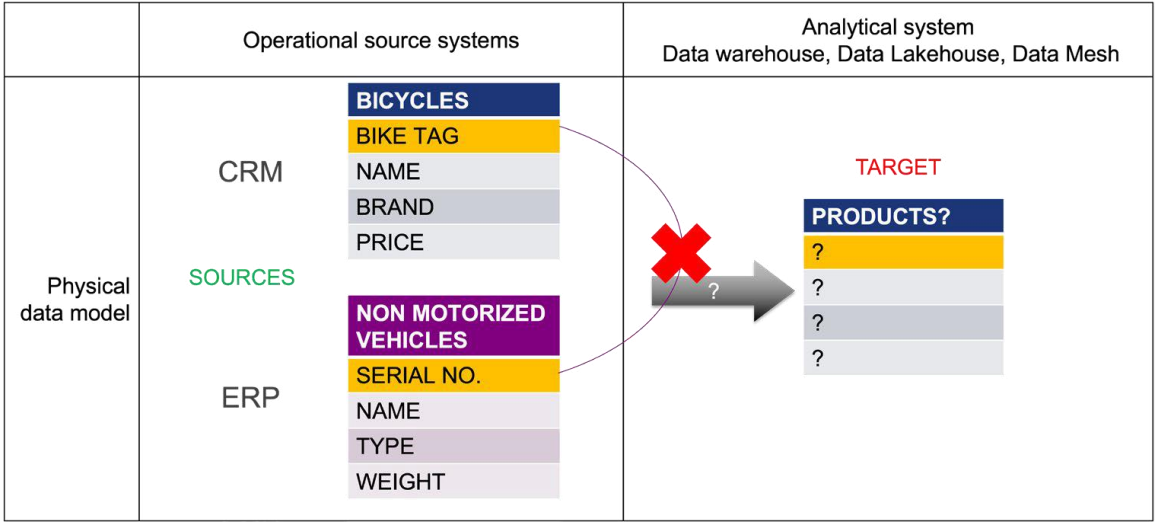 Operational source systems
Analytical system
Data warehouse, Data Lakehouse, Data Mesh
Physical
data model
CRM
SOURCES
ERP
BICYCLES
BIKE TAG
NAME
BRAND
PRICE
NON MOTORIZED
VEHICLES
SERIAL NO.
NAME
TYPE
WEIGHT
?
TARGET
PRODUCTS?
?
?
?
?